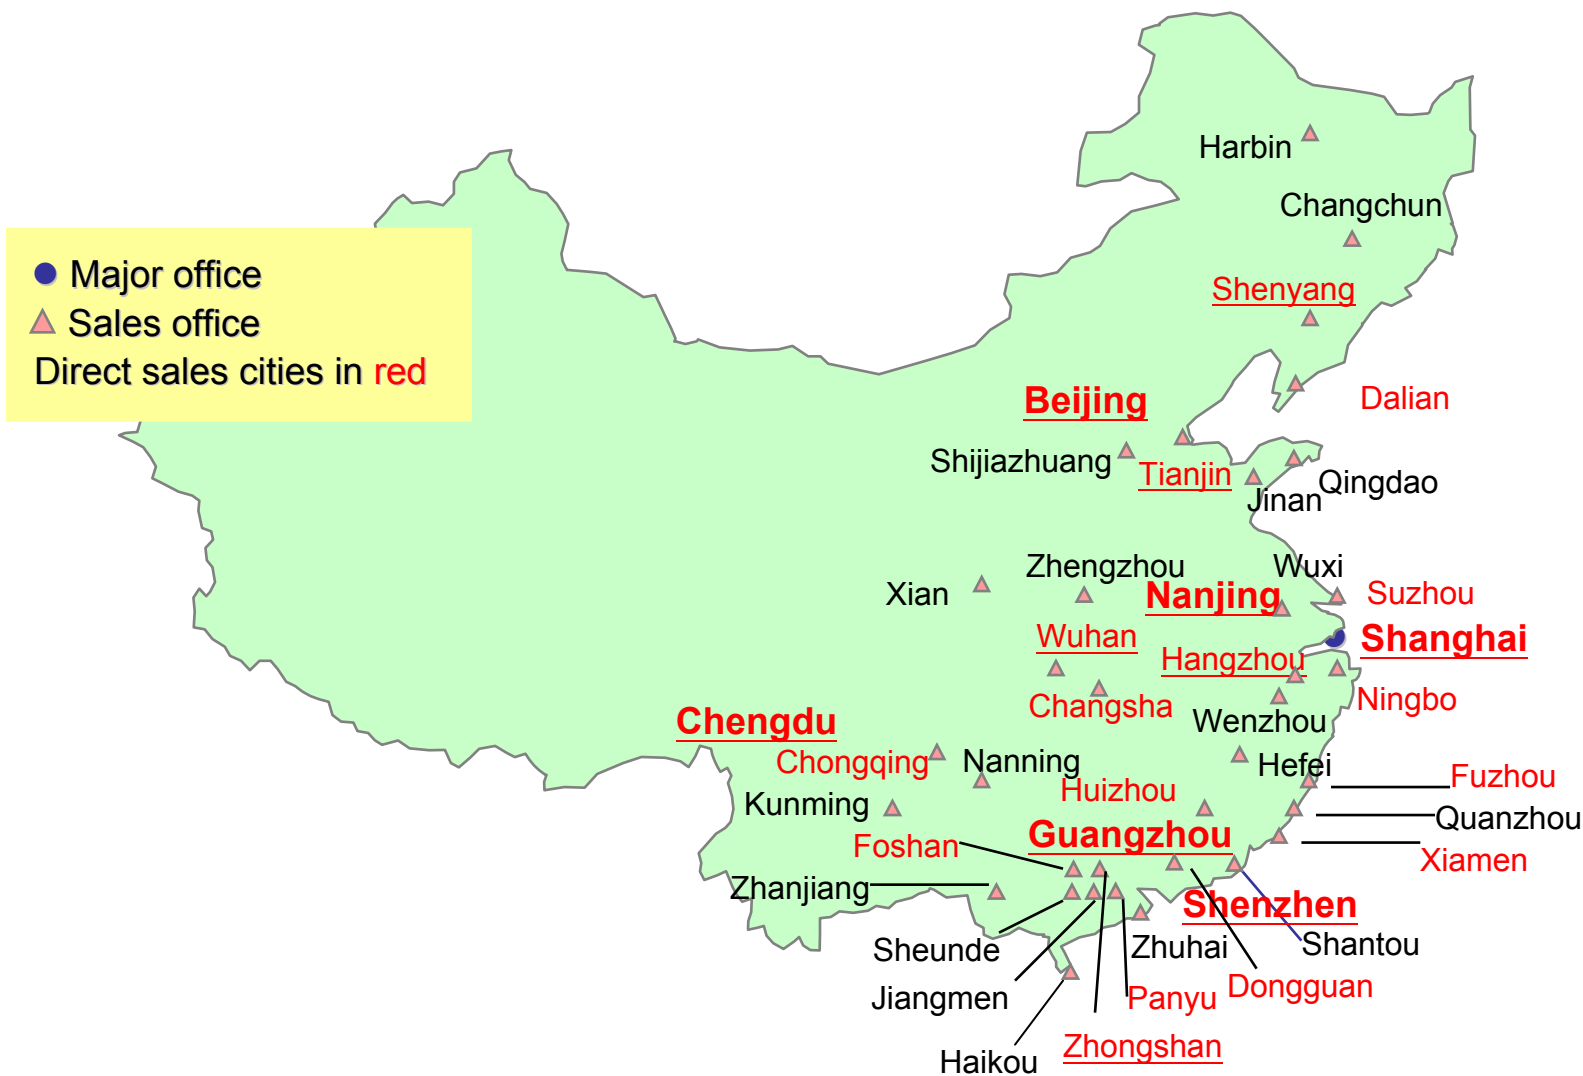 Harbin
Changchun
Major office
Sales office
Direct sales cities in red
Shenyang
Beijing
Dalian
Shijiazhuang
Tianjin
Jinan
Qingdao
Zhengzhou
Wuxi
Xian
Nanjing
Suzhou
Wuhan
Hangzhou
Shanghai
Changsha
Ningbo
Chengdu
Wenzhou
Chongqing
Nanning
Hefei
Huizhou
Fuzhou
Kunming
Quanzhou
Foshan
Guangzhou
Xiamen
Zhanjiang
Shenzhen
Sheunde
Zhuhai
Shantou
Jiangmen
Panyu
Dongguan
Haikou
Zhongshan